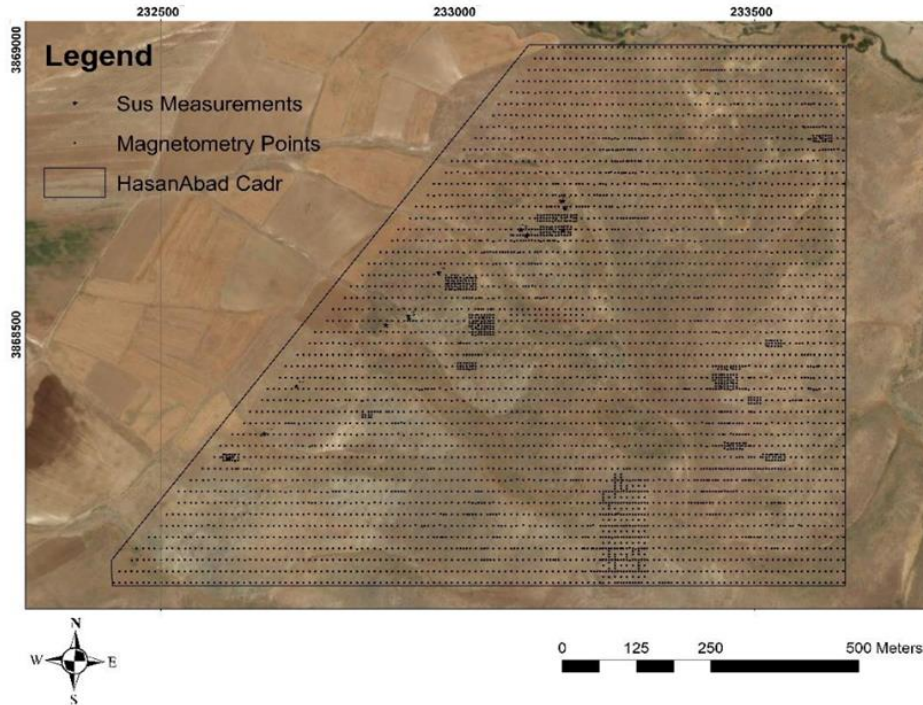 232500 233000 233500
3869000
3868500
Legend
Sus Measurements
Magnetometry Points
HasanAbad Cadr
N
W E
S
0 125 250 500 Meters